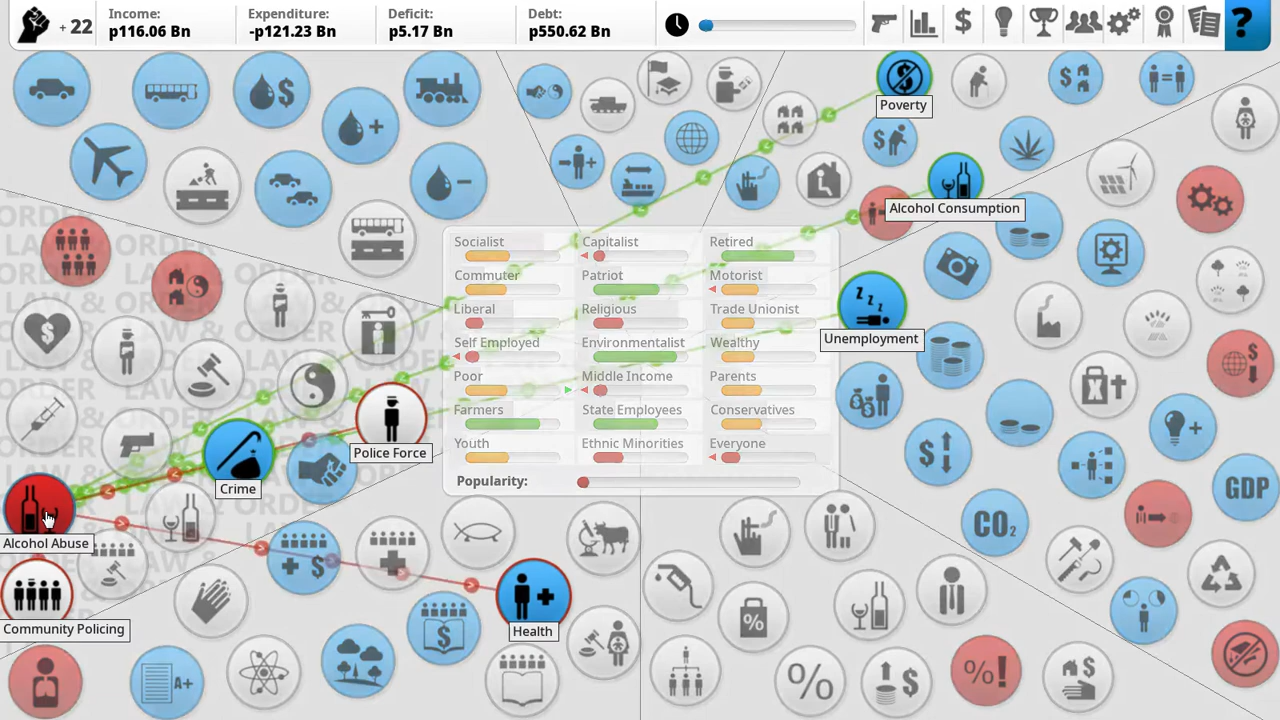 + 22
Income:
p116.06 Bn
Expenditure:
-p121.23 Bn
Deficit:
p5.17 Bn
Debt:
p550.62 Bn
$
?
Poverty
Alcohol Consumption
Unemployment
Police Force
Crime
Alcohol Abuse
Community Policing
Health
Socialist
Capitalist
Retired
Commuter
Patriot
Motorist
Liberal
Religious
Trade Unionist
Self Employed
Environmentalist
Wealthy
Poor
Middle Income
Parents
Farmers
State Employees
Conservatives
Youth
Ethnic Minorities
Everyone
Popularity:
LAW & ORDER
GDP
CO2
A+
%
%!